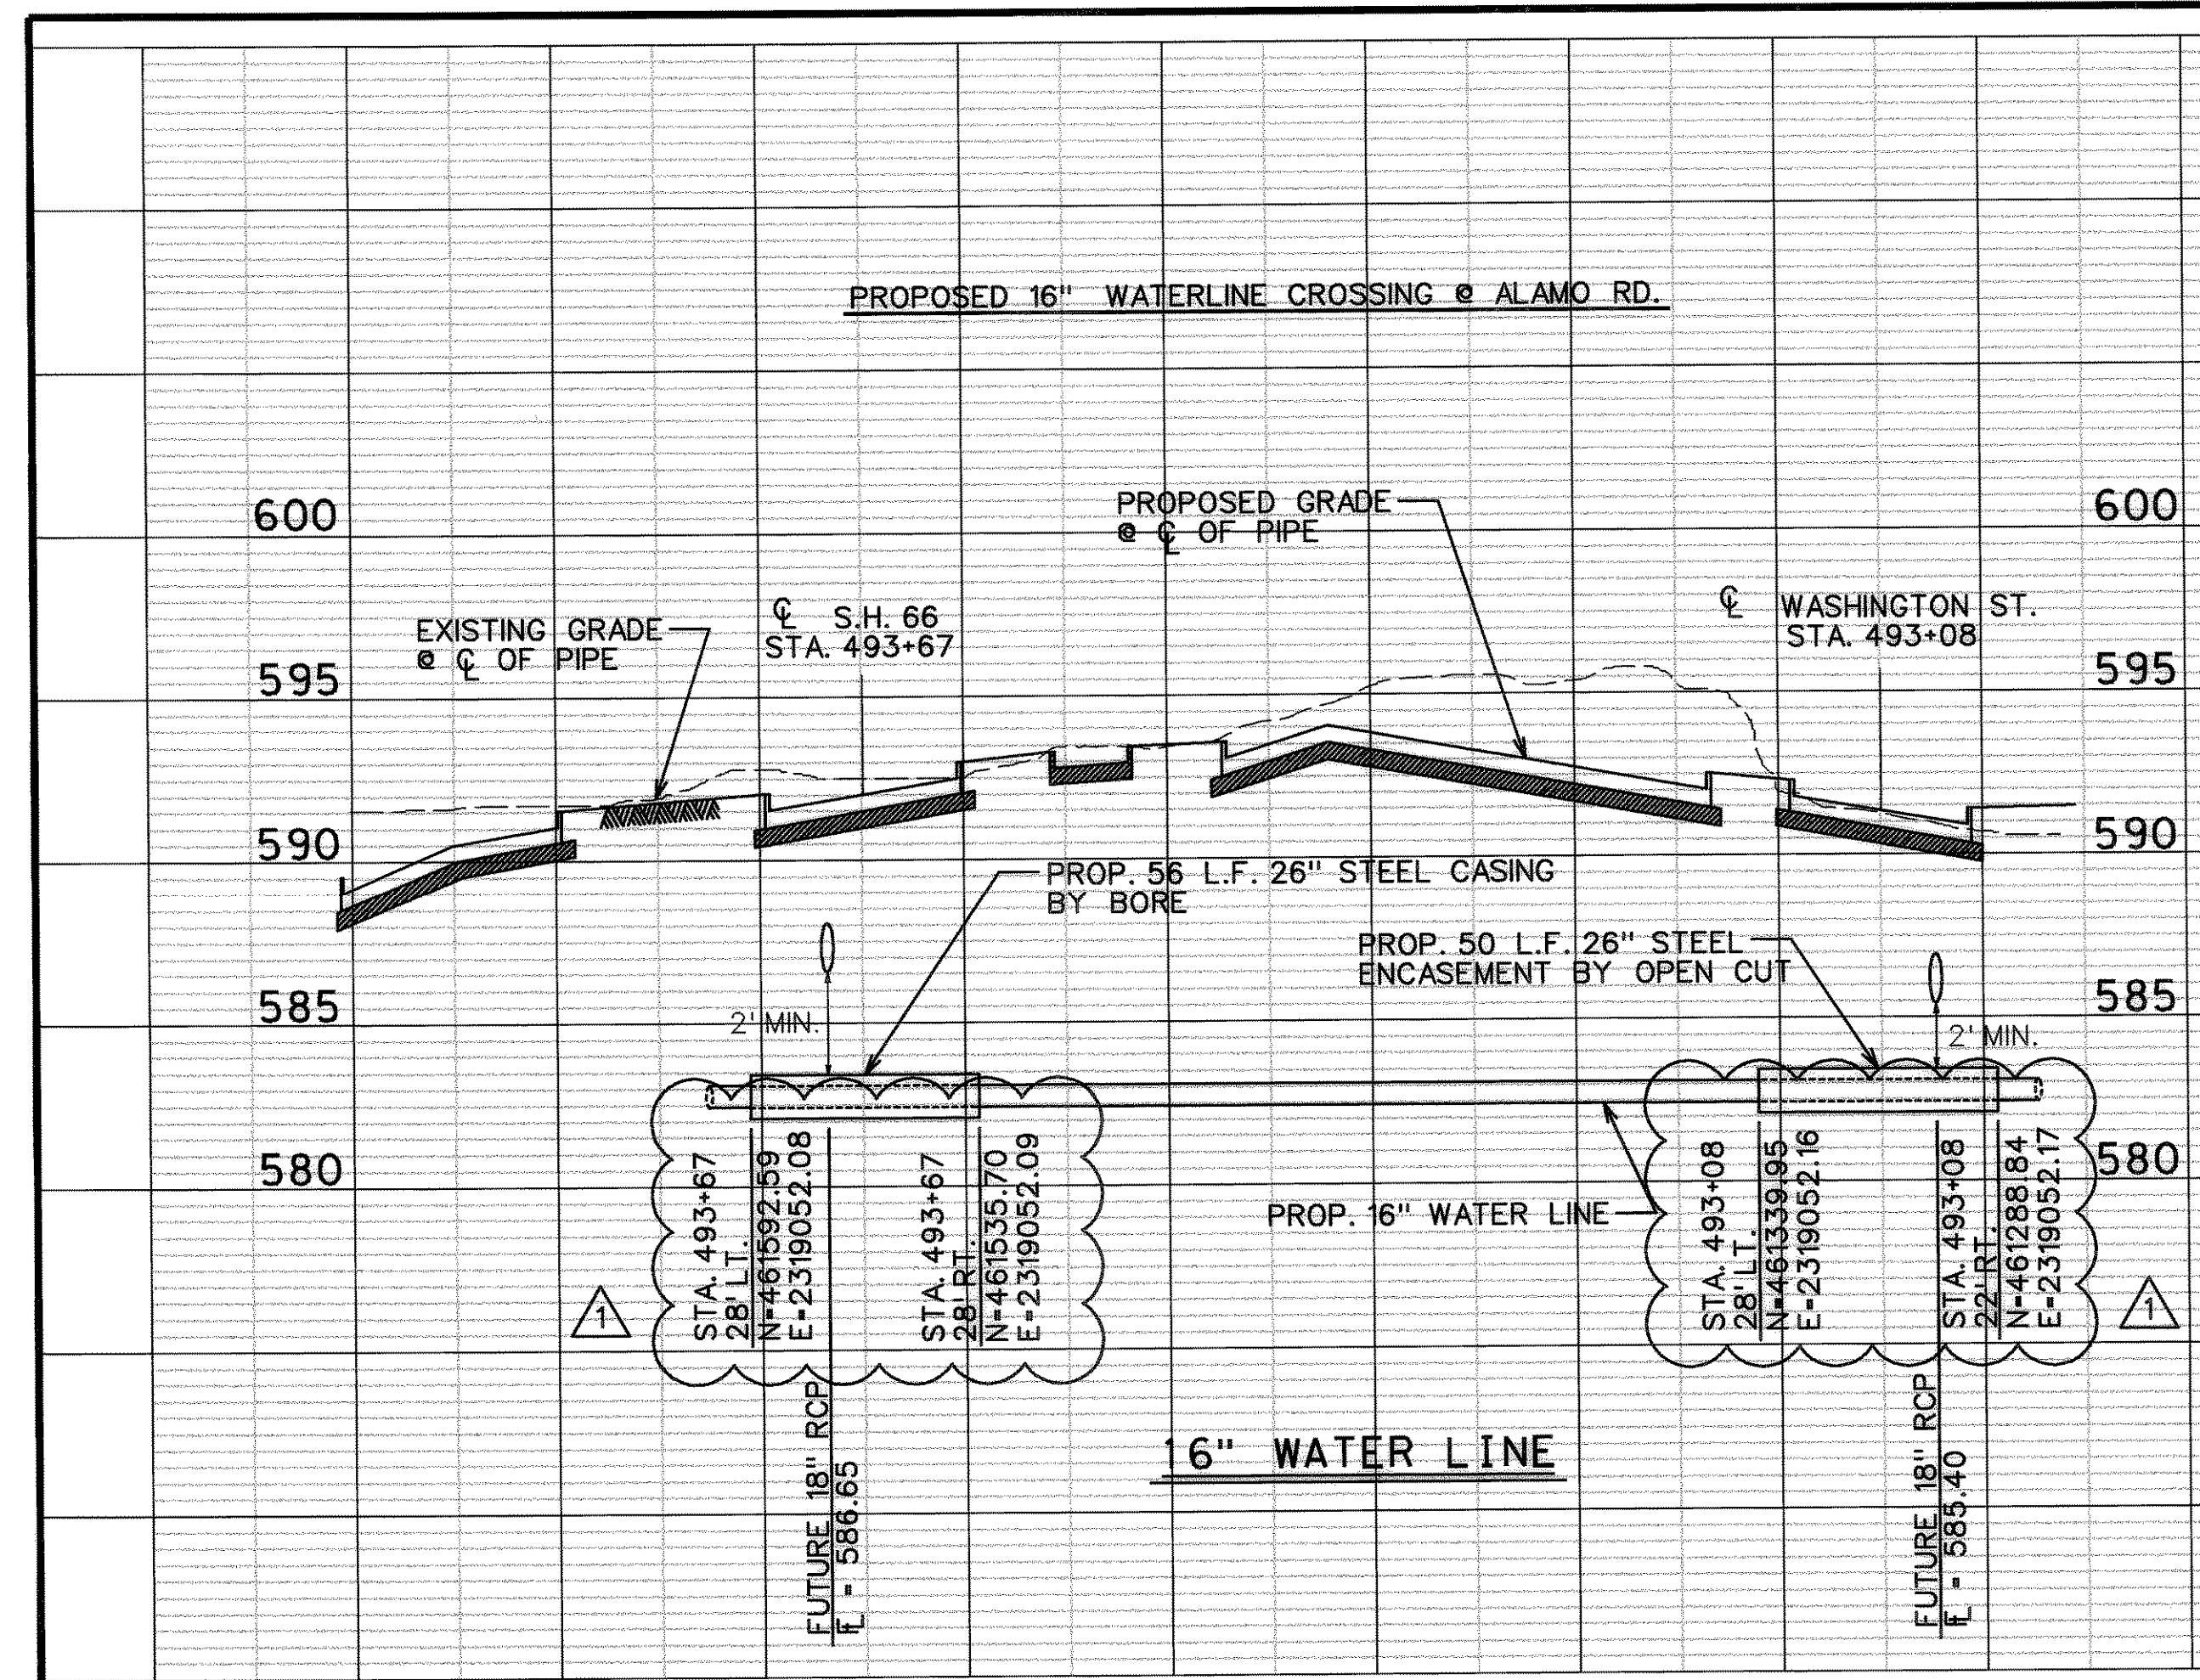 PROPOSED 16" WATERLINE CROSSING @ ALAMO RD.
600
600
PROPOSED GRADE
@ ℄ OF PIPE
EXISTING GRADE
@ ℄ OF PIPE
℄ S.H. 66
STA. 493+67
℄ WASHINGTON ST.
STA. 493+08
595
595
590
590
PROP. 56 L.F. 26" STEEL CASING
BY BORE
PROP. 50 L.F. 26" STEEL
ENCASEMENT BY OPEN CUT
585
585
2' MIN.
2' MIN.
580
580
STA. 493+67
28' LT.
N=4615592.59
E=2319052.08
STA. 493+67
28' RT.
N=4615535.70
E=2319052.09
PROP. 16" WATER LINE
STA. 493+08
28' LT.
N=461339.95
E=2319052.16
STA. 493+08
22' RT.
N=461288.84
E=2319052.17
1
1
FUTURE 18" RCP
FL = 586.65
16" WATER LINE
FUTURE 18" RCP
FL = 585.40